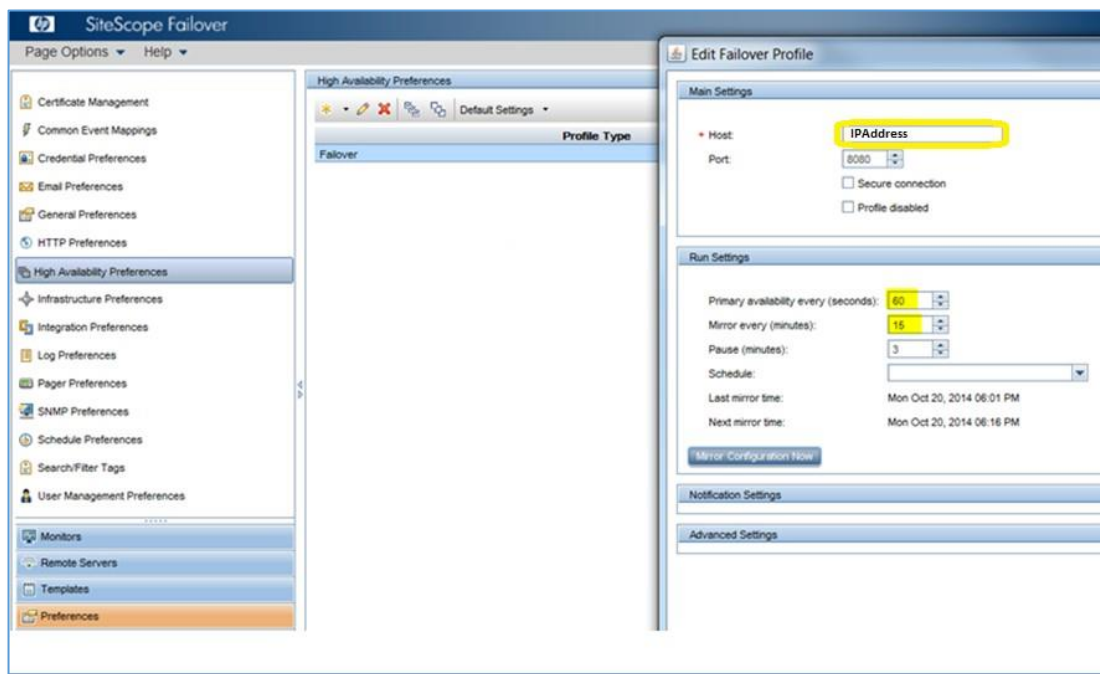 hp SiteScope Failover
Page Options Help
Certificate Management
Common Event Mappings
Credential Preferences
Email Preferences
General Preferences
HTTP Preferences
High Availability Preferences
Infrastructure Preferences
Integration Preferences
Log Preferences
Pager Preferences
SNMP Preferences
Schedule Preferences
Search/Filter Tags
User Management Preferences
Monitors
Remote Servers
Templates
Preferences
High Availability Preferences
Default Settings
Profile Type
Failover
Edit Failover Profile
Main Settings
* Host: IPAddress
Port: 8080
Secure connection
Profile disabled
Run Settings
Primary availability every (seconds): 60
Mirror every (minutes): 15
Pause (minutes): 3
Schedule:
Last mirror time: Mon Oct 20, 2014 06:01 PM
Next mirror time: Mon Oct 20, 2014 06:16 PM
Mirror Configuration Now
Notification Settings
Advanced Settings